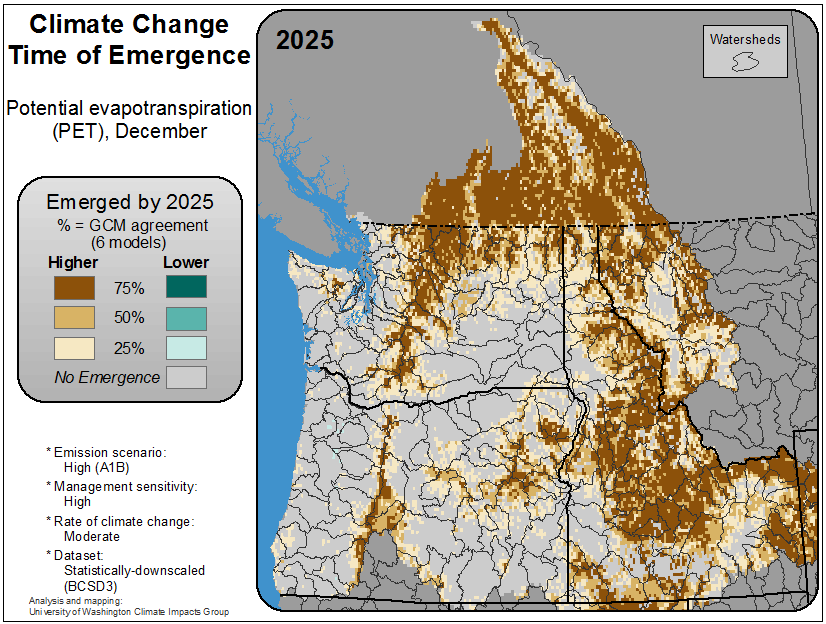 Climate Change
Time of Emergence
Potential evapotranspiration
(PET), December
Emerged by 2025
% = GCM agreement
(6 models)
Higher Lower
75%
50%
25%
No Emergence
* Emission scenario:
High (A1B)
* Management sensitivity:
High
* Rate of climate change:
Moderate
* Dataset:
Statistically-downscaled
(BCSD3)
Analysis and mapping:
University of Washington Climate Impacts Group
2025
Watersheds